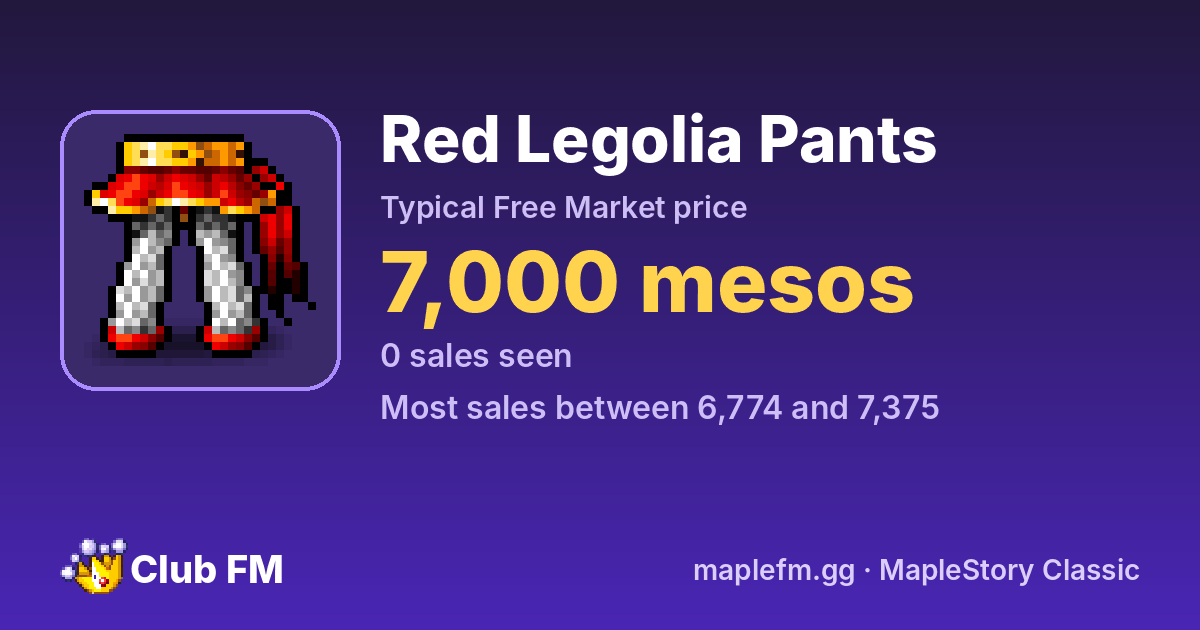 Red Legolia Pants
Typical Free Market price
7,000 mesos
0 sales seen
Most sales between 6,774 and 7,375
Club FM
maplefm.gg · MapleStory Classic